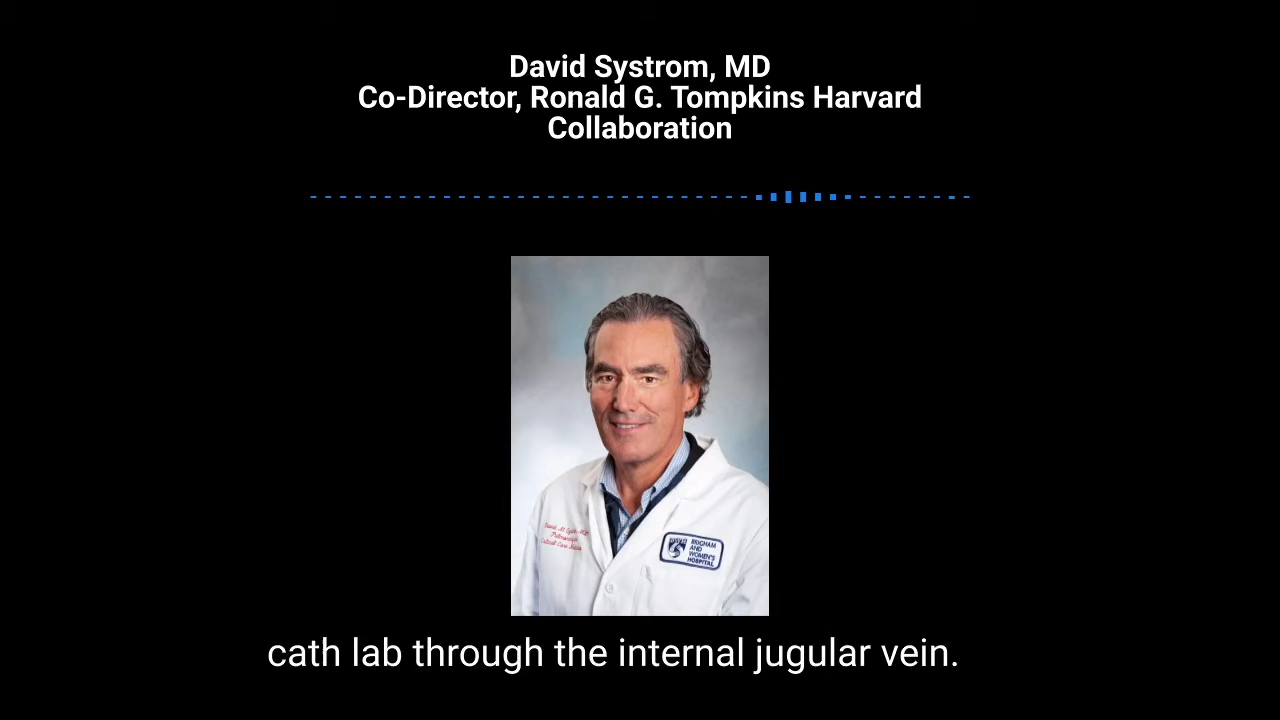 David Systrom, MD
Co-Director, Ronald G. Tompkins Harvard
Collaboration
BRIGHAM
AND
WOMEN'S
HOSPITAL
cath lab through the internal jugular vein.